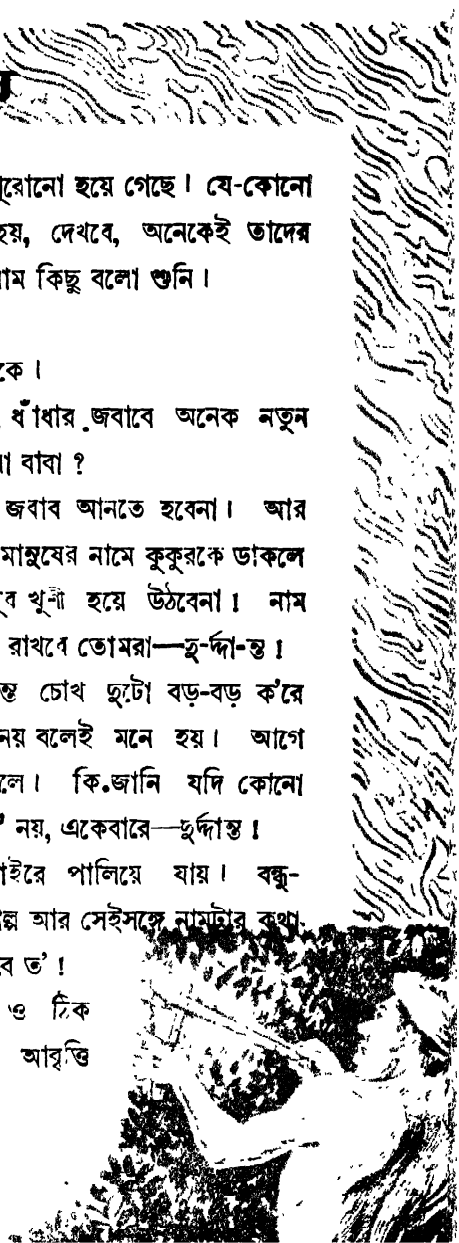 পুরোনো হয়ে গেছে। যে-কোনো
হয়, দেখবে, অনেকেই তাদের
নাম কিছু বলো শুনি।
কে।
ধাঁধার জবাবে অনেক নতুন
বাবা ?
জবাব আনতে হবেনা। আর
মানুষের নামে কুকুরকে ডাকলে
খুশী হয়ে উঠবেনা! নাম
রাখবে তোমরা—দু-র্দ্দা-ন্ত!
ন্ত চোখ দুটো বড়-বড় ক'রে
নয় বলেই মনে হয়। আগে
লে। কি জানি যদি কোনো
নয়, একেবারে—দুর্দ্দান্ত!
ইরে পালিয়ে যায়। বন্ধু-
ল্প আর সেইসঙ্গে নামটার কথা
বে ত'!
ও ঠিক
আবৃত্তি